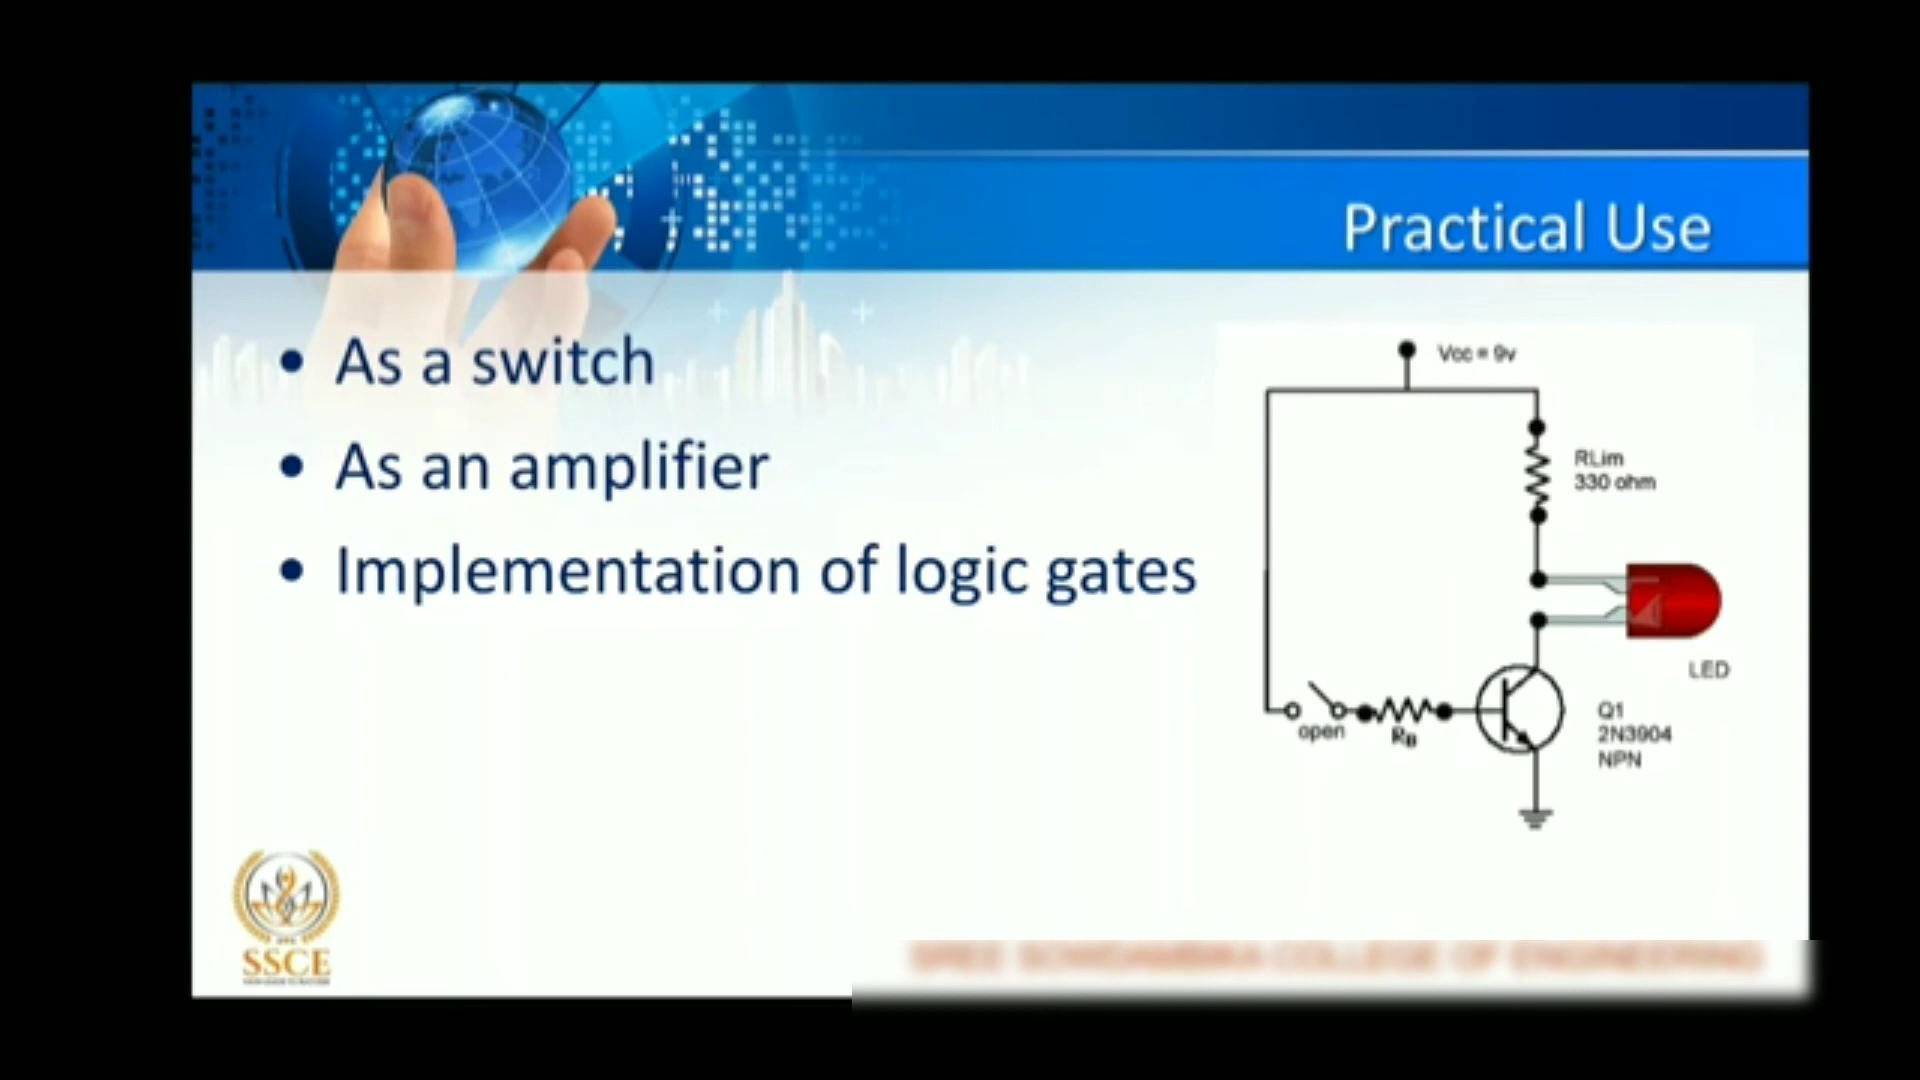 Practical Use
• As a switch
• As an amplifier
• Implementation of logic gates
Vcc = 9v
RLim
330 ohm
LED
open
RB
Q1
2N3904
NPN
SSCE